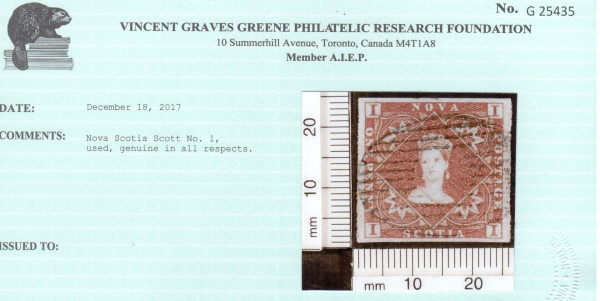 No. G 25435
VINCENT GRAVES GREENE PHILATELIC RESEARCH FOUNDATION
10 Summerhill Avenue, Toronto, Canada M4T1A8
Member A.I.E.P.
DATE: December 18, 2017
COMMENTS: Nova Scotia Scott No. 1,
used, genuine in all respects.
ISSUED TO:
20
10
mm
I NOVA I
ONE PENNY
POSTAGE
I SCOTIA I
mm 10 20